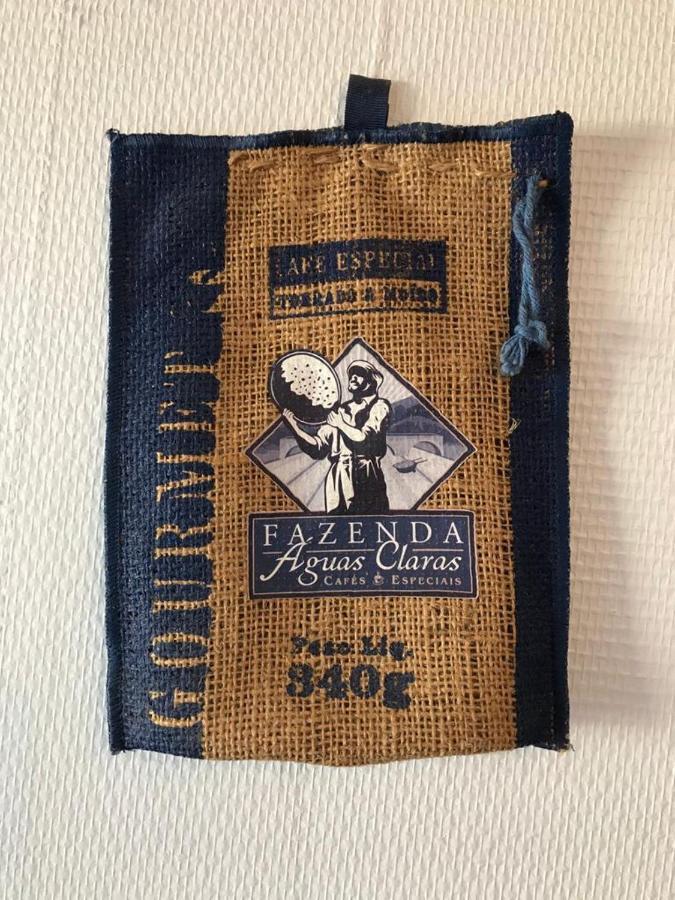 CAFÉ ESPECIAL
TORRADO E MOÍDO
GOURMET
FAZENDA
Águas Claras
CAFÉS & ESPECIAIS
Peso Líq.
340g